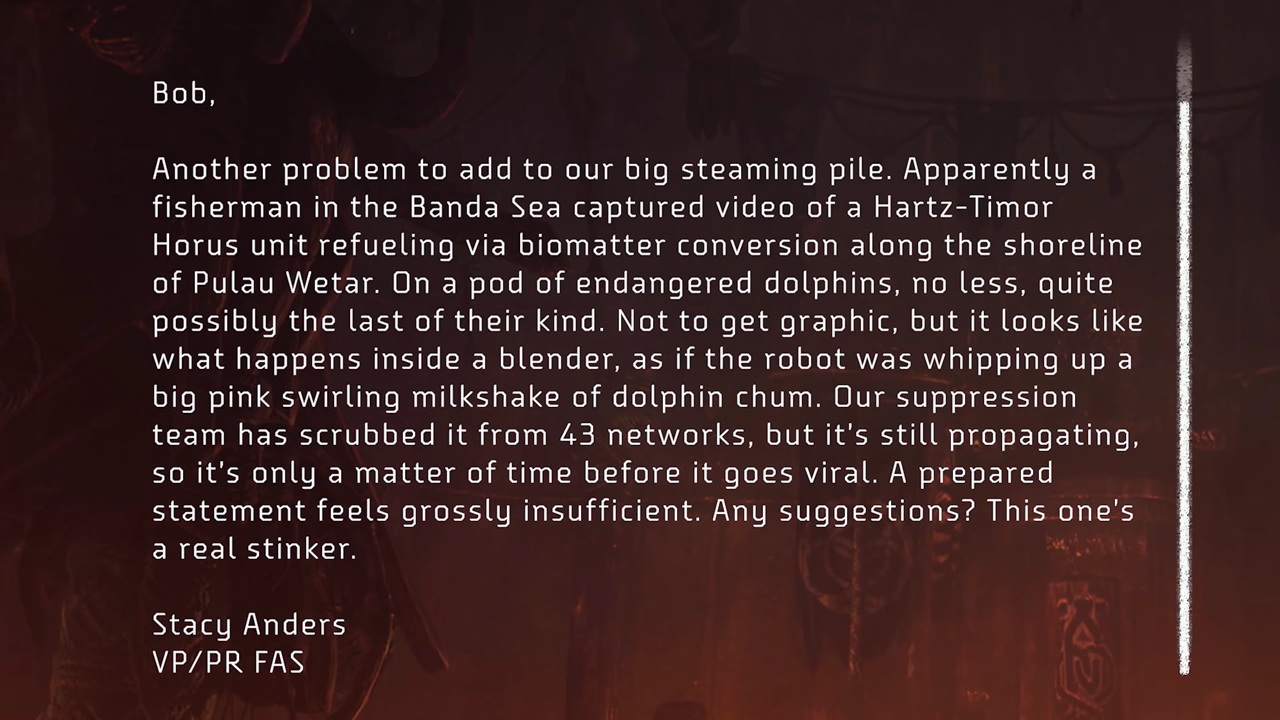 Bob,
Another problem to add to our big steaming pile. Apparently a
fisherman in the Banda Sea captured video of a Hartz-Timor
Horus unit refueling via biomatter conversion along the shoreline
of Pulau Wetar. On a pod of endangered dolphins, no less, quite
possibly the last of their kind. Not to get graphic, but it looks like
what happens inside a blender, as if the robot was whipping up a
big pink swirling milkshake of dolphin chum. Our suppression
team has scrubbed it from 43 networks, but it's still propagating,
so it's only a matter of time before it goes viral. A prepared
statement feels grossly insufficient. Any suggestions? This one's
a real stinker.
Stacy Anders
VP/PR FAS